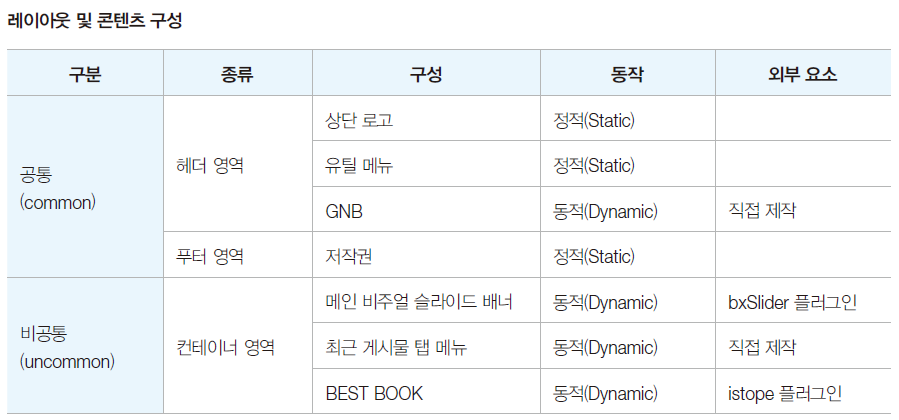 레이아웃 및 콘텐츠 구성
구분 종류 구성 동작 외부 요소
공통
(common)
헤더 영역
상단 로고 정적(Static)
유틸 메뉴 정적(Static)
GNB 동적(Dynamic) 직접 제작
푸터 영역 저작권 정적(Static)
비공통
(uncommon)
컨테이너 영역
메인 비주얼 슬라이드 배너 동적(Dynamic) bxSlider 플러그인
최근 게시물 탭 메뉴 동적(Dynamic) 직접 제작
BEST BOOK 동적(Dynamic) istope 플러그인